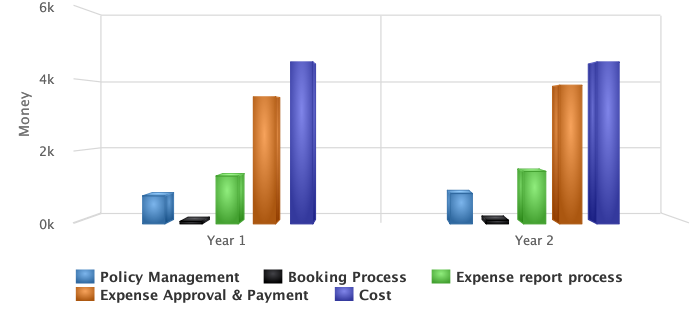 6k
4k
2k
0k
Money
Year 1 Year 2
Policy Management Booking Process Expense report process
Expense Approval & Payment Cost